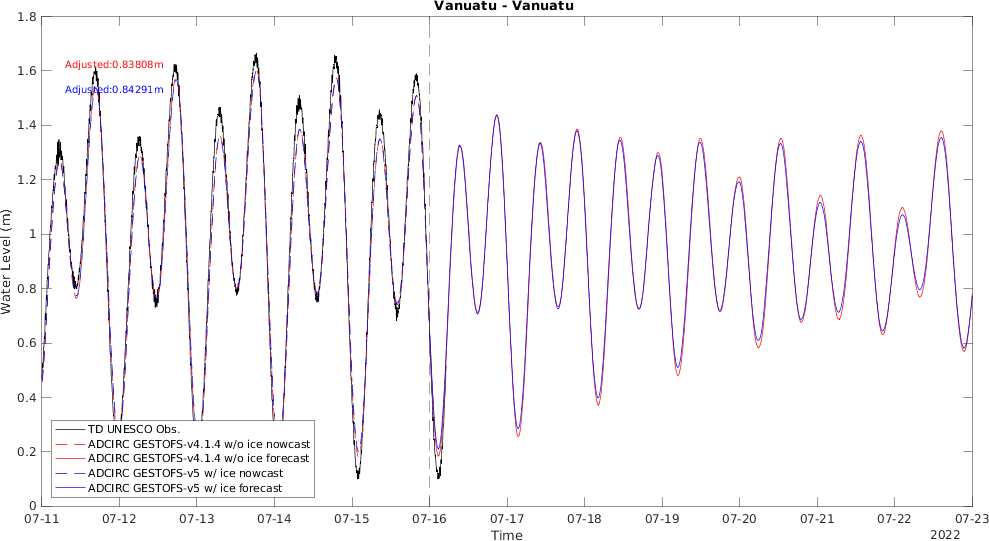 Vanuatu - Vanuatu
1.8
1.6
1.4
1.2
1
0.8
0.6
0.4
0.2
0
Water Level (m)
Adjusted:0.83808m
Adjusted:0.84291m
TD UNESCO Obs.
ADCIRC GESTOFS-v4.1.4 w/o ice nowcast
ADCIRC GESTOFS-v4.1.4 w/o ice forecast
ADCIRC GESTOFS-v5 w/ ice nowcast
ADCIRC GESTOFS-v5 w/ ice forecast
07-11 07-12 07-13 07-14 07-15 07-16 07-17 07-18 07-19 07-20 07-21 07-22 07-23
Time
2022